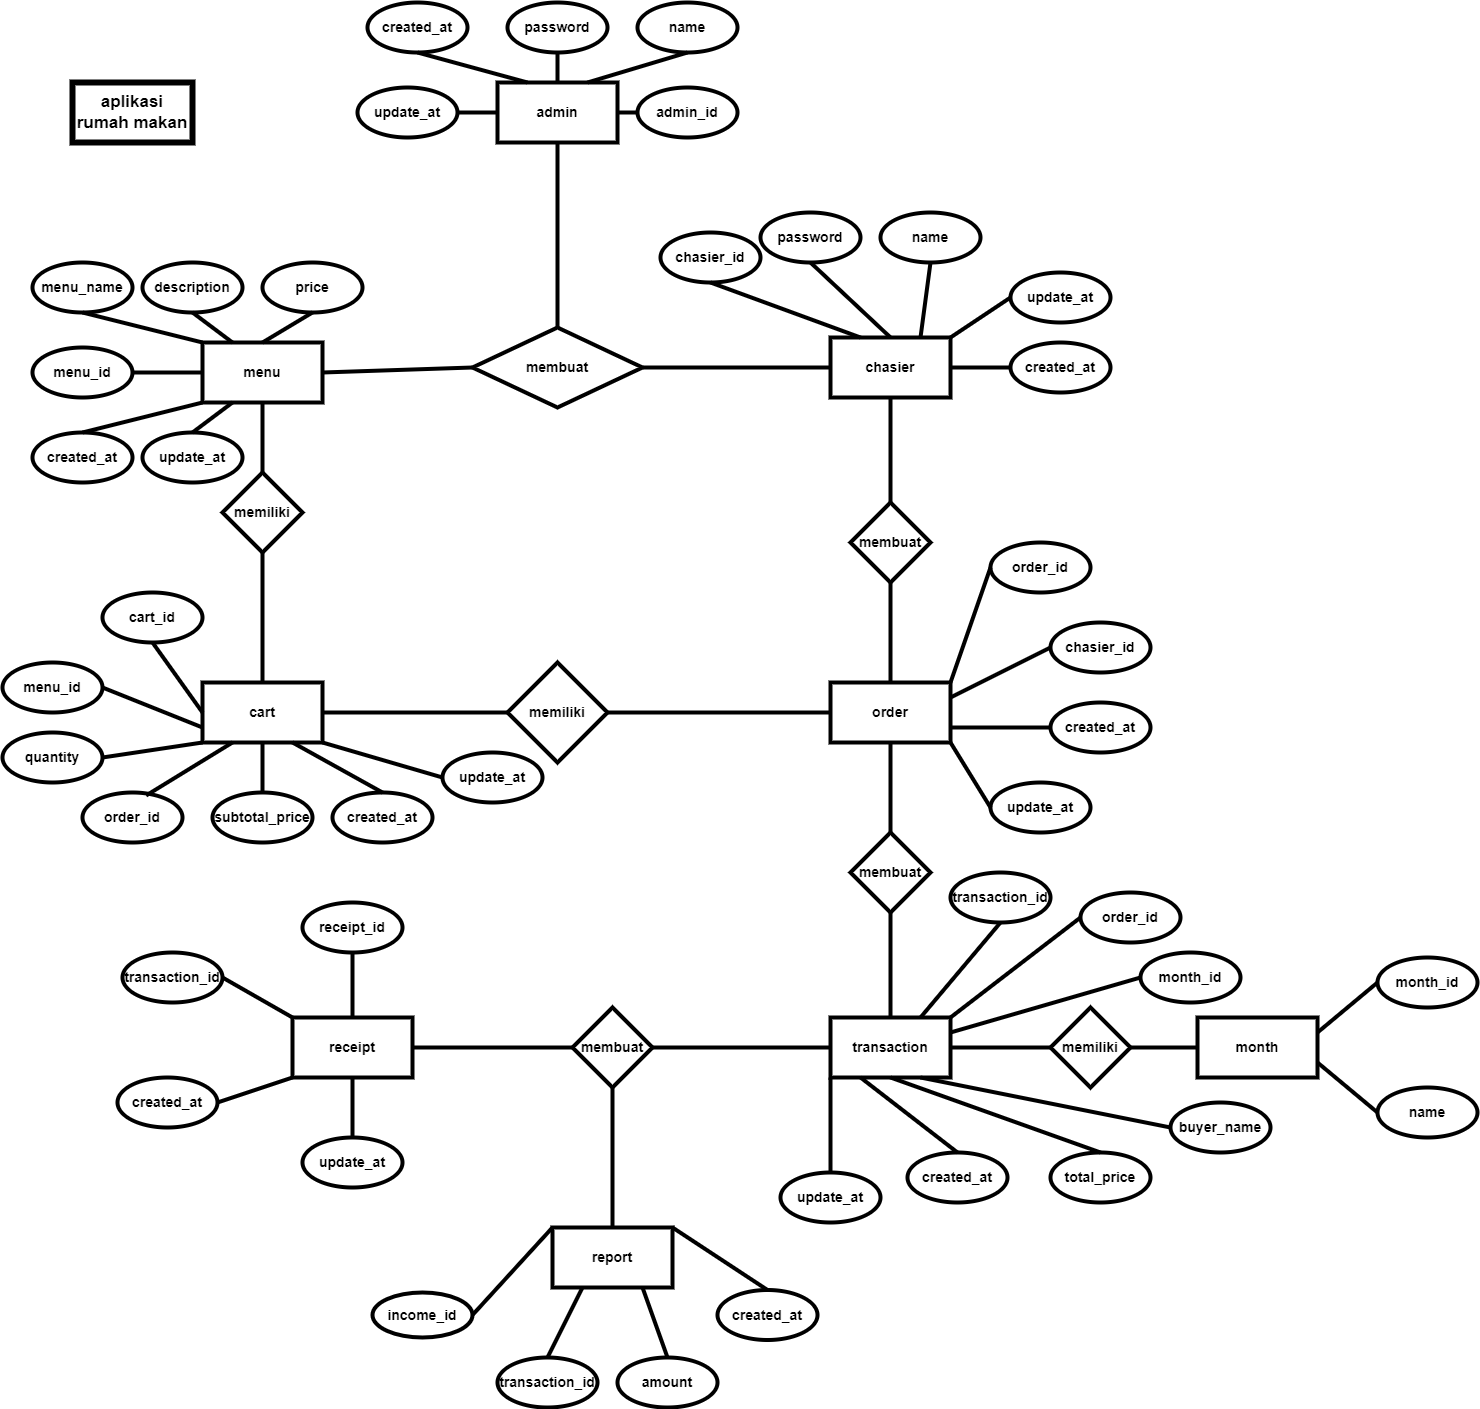 created_at
password
name
aplikasi
rumah makan
update_at
admin
admin_id
chasier_id
password
name
menu_name
description
price
update_at
menu_id
menu
membuat
chasier
created_at
created_at
update_at
memiliki
membuat
order_id
cart_id
chasier_id
menu_id
cart
memiliki
order
created_at
quantity
update_at
order_id
subtotal_price
created_at
update_at
membuat
transaction_id
order_id
receipt_id
transaction_id
month_id
month_id
receipt
membuat
transaction
memiliki
month
created_at
name
buyer_name
update_at
created_at
total_price
update_at
report
income_id
created_at
transaction_id
amount